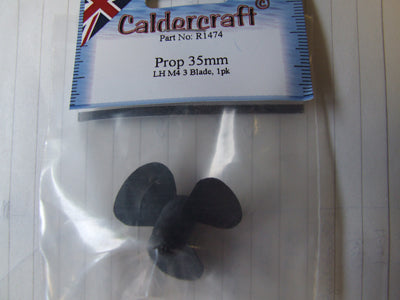 Caldercraft©
Part No: R1474
Prop 35mm
LH M4 3 Blade, 1pk